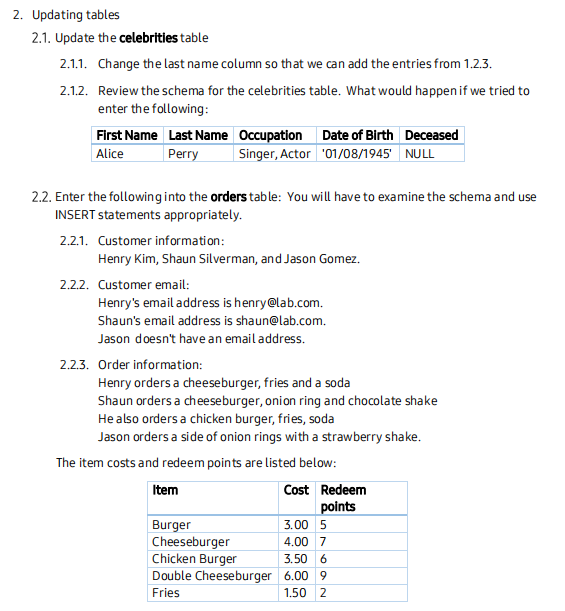 2. Updating tables
2.1. Update the celebrities table
2.1.1. Change the last name column so that we can add the entries from 1.2.3.
2.1.2. Review the schema for the celebrities table. What would happen if we tried to
enter the following:
First Name Last Name Occupation Date of Birth Deceased
Alice Perry Singer, Actor '01/08/1945' NULL
2.2. Enter the following into the orders table: You will have to examine the schema and use
INSERT statements appropriately.
2.2.1. Customer information:
Henry Kim, Shaun Silverman, and Jason Gomez.
2.2.2. Customer email:
Henry's email address is henry@lab.com.
Shaun's email address is shaun@lab.com.
Jason doesn't have an email address.
2.2.3. Order information:
Henry orders a cheeseburger, fries and a soda
Shaun orders a cheeseburger, onion ring and chocolate shake
He also orders a chicken burger, fries, soda
Jason orders a side of onion rings with a strawberry shake.
The item costs and redeem points are listed below:
Item Cost Redeem
points
Burger 3.00 5
Cheeseburger 4.00 7
Chicken Burger 3.50 6
Double Cheeseburger 6.00 9
Fries 1.50 2